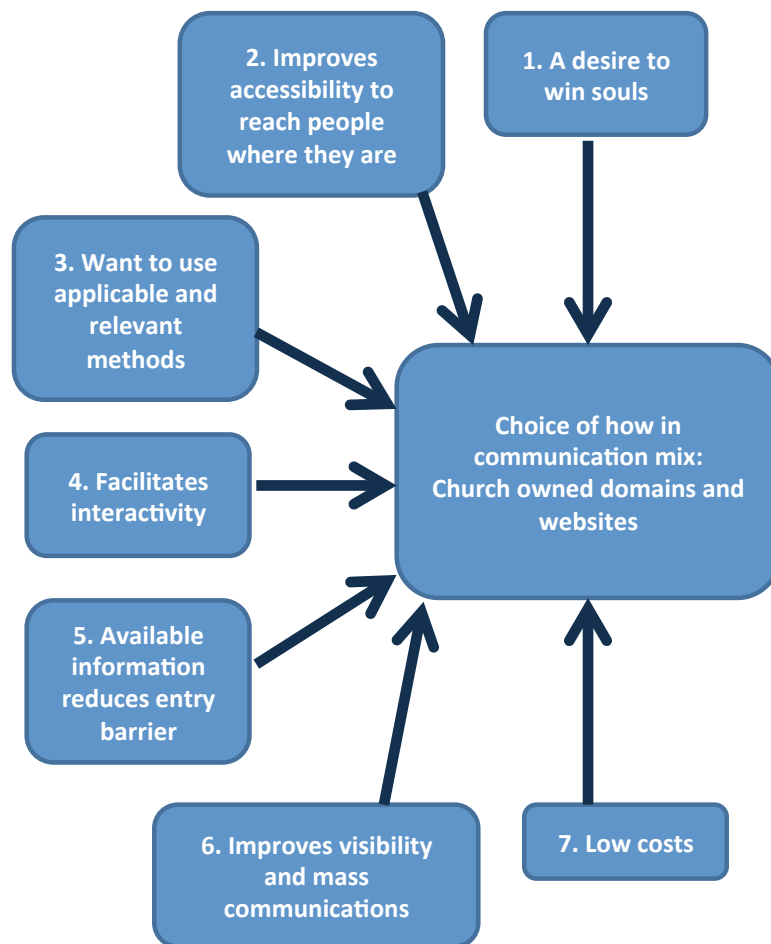 1. A desire to
win souls
2. Improves
accessibility to
reach people
where they are
3. Want to use
applicable and
relevant
methods
4. Facilitates
interactivity
5. Available
information
reduces entry
barrier
6. Improves visibility
and mass
communications
7. Low costs
Choice of how in
communication mix:
Church owned domains and
websites